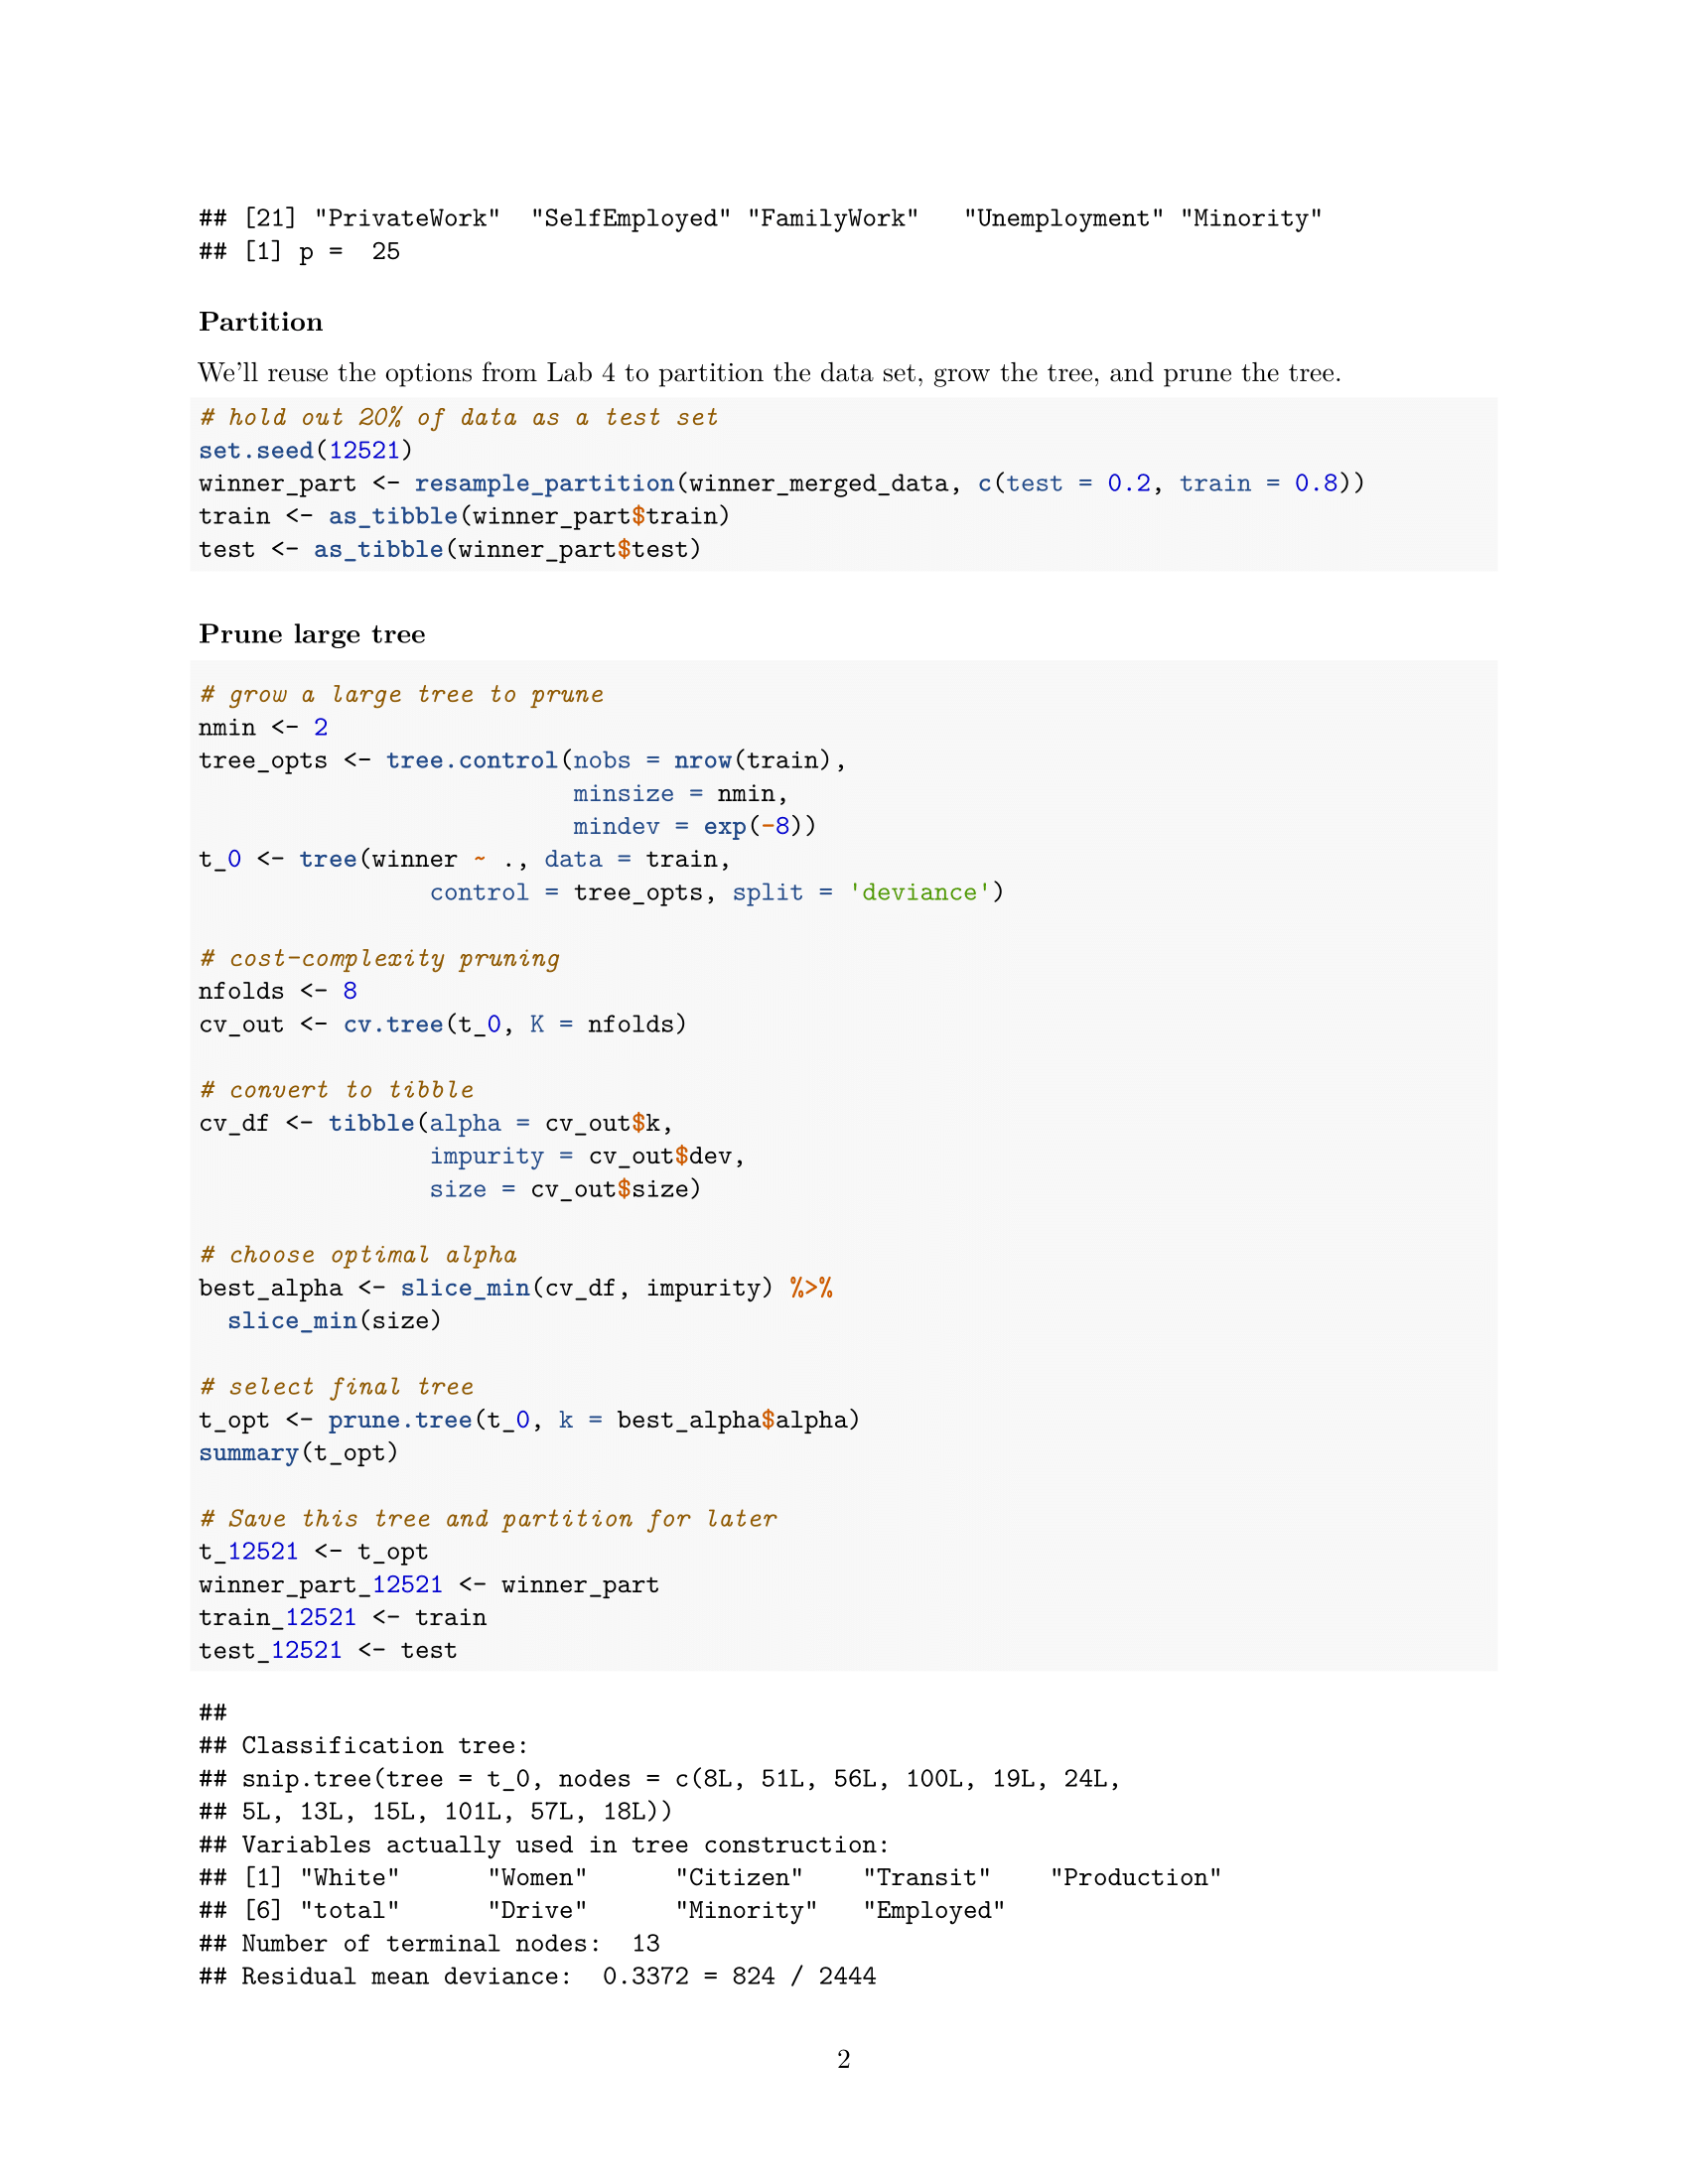 ## [21] "PrivateWork"  "SelfEmployed" "FamilyWork"   "Unemployment" "Minority"
## [1] p =  25
Partition
We'll reuse the options from Lab 4 to partition the data set, grow the tree, and prune the tree.
# hold out 20% of data as a test set
set.seed(12521)
winner_part <- resample_partition(winner_merged_data, c(test = 0.2, train = 0.8))
train <- as_tibble(winner_part$train)
test <- as_tibble(winner_part$test)
Prune large tree
# grow a large tree to prune
nmin <- 2
tree_opts <- tree.control(nobs = nrow(train),
                          minsize = nmin,
                          mindev = exp(-8))
t_0 <- tree(winner ~ ., data = train,
                control = tree_opts, split = 'deviance')
# cost-complexity pruning
nfolds <- 8
cv_out <- cv.tree(t_0, K = nfolds)
# convert to tibble
cv_df <- tibble(alpha = cv_out$k,
                impurity = cv_out$dev,
                size = cv_out$size)
# choose optimal alpha
best_alpha <- slice_min(cv_df, impurity) %>%
  slice_min(size)
# select final tree
t_opt <- prune.tree(t_0, k = best_alpha$alpha)
summary(t_opt)
# Save this tree and partition for later
t_12521 <- t_opt
winner_part_12521 <- winner_part
train_12521 <- train
test_12521 <- test
##
## Classification tree:
## snip.tree(tree = t_0, nodes = c(8L, 51L, 56L, 100L, 19L, 24L,
## 5L, 13L, 15L, 101L, 57L, 18L))
## Variables actually used in tree construction:
## [1] "White"      "Women"      "Citizen"    "Transit"    "Production"
## [6] "total"      "Drive"      "Minority"   "Employed"
## Number of terminal nodes:  13
## Residual mean deviance:  0.3372 = 824 / 2444
2